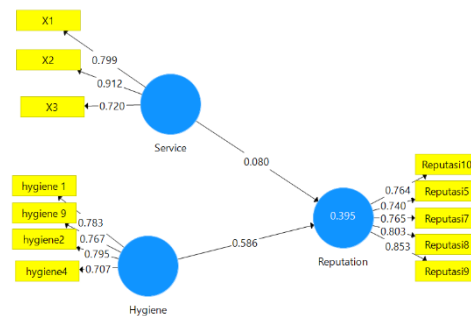 X1
X2
X3
0.799
0.912
0.720
Service
0.080
hygiene 1
hygiene 9
hygiene2
hygiene4
0.783
0.767
0.795
0.707
Hygiene
0.586
0.395
Reputation
0.764
0.740
0.765
0.803
0.853
Reputasi10
Reputasi5
Reputasi7
Reputasi8
Reputasi9